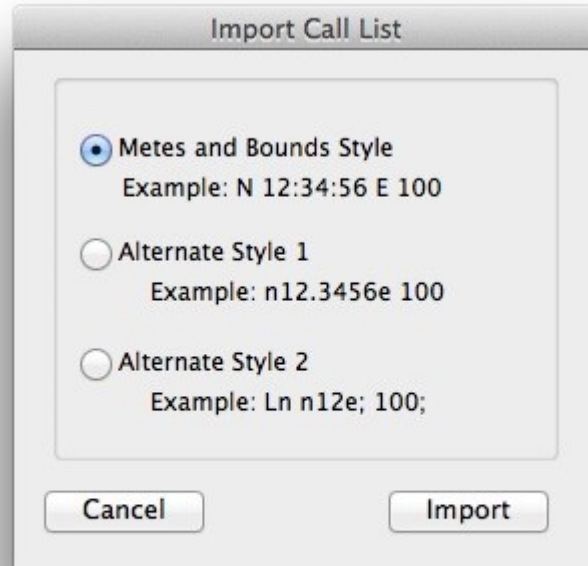 Import Call List
Metes and Bounds Style
Example: N 12:34:56 E 100
Alternate Style 1
Example: n12.3456e 100
Alternate Style 2
Example: Ln n12e; 100;
Cancel
Import